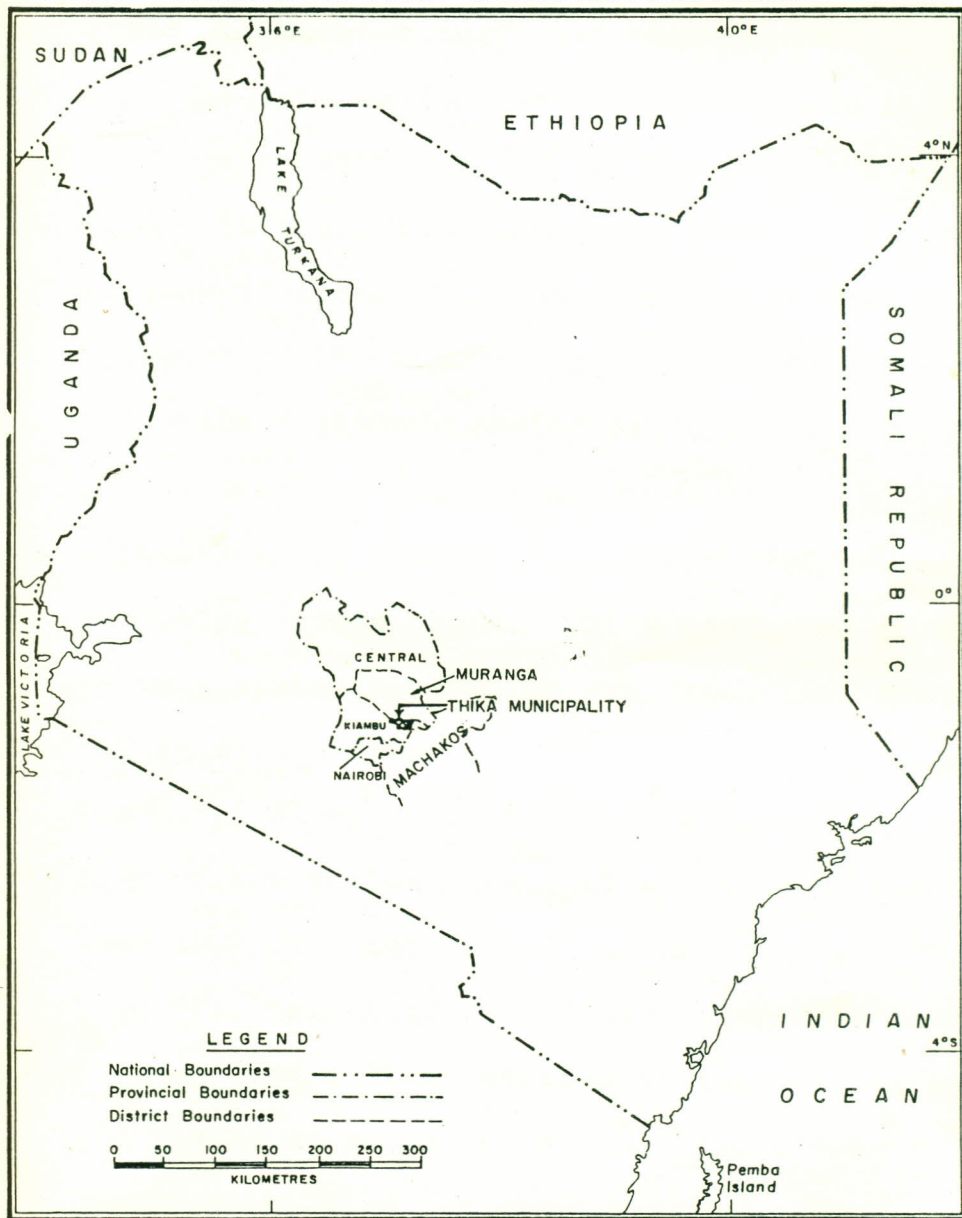 36°E
40°E
SUDAN
ETHIOPIA
4°N
LAKE TURKANA
UGANDA
SOMALI REPUBLIC
0°
LAKE VICTORIA
CENTRAL
MURANGA
THIKA MUNICIPALITY
KIAMBU
NAIROBI
MACHAKOS
INDIAN
OCEAN
4°S
LEGEND
National Boundaries
Provincial Boundaries
District Boundaries
0 50 100 150 200 250 300
KILOMETRES
Pemba
Island